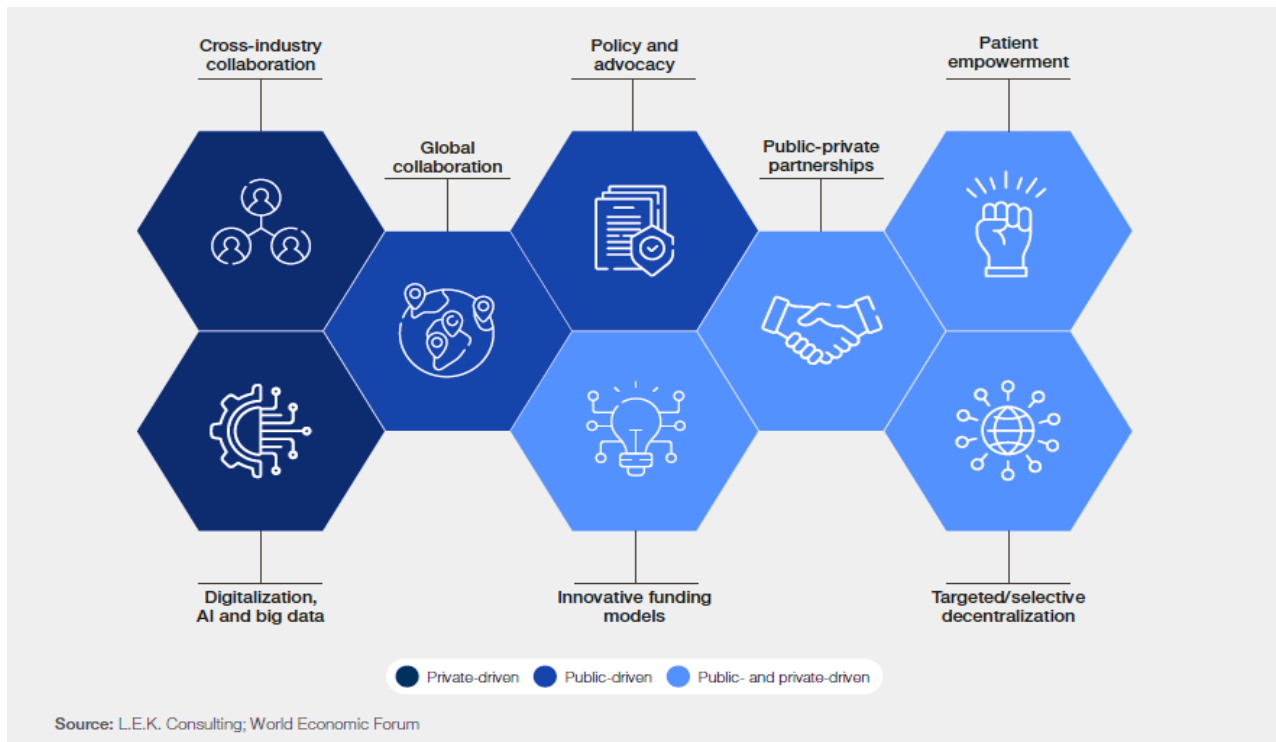 Cross-industry
collaboration
Policy and
advocacy
Patient
empowerment
Global
collaboration
Public-private
partnerships
Digitalization,
AI and big data
Innovative funding
models
Targeted/selective
decentralization
Private-driven
Public-driven
Public- and private-driven
Source: L.E.K. Consulting; World Economic Forum